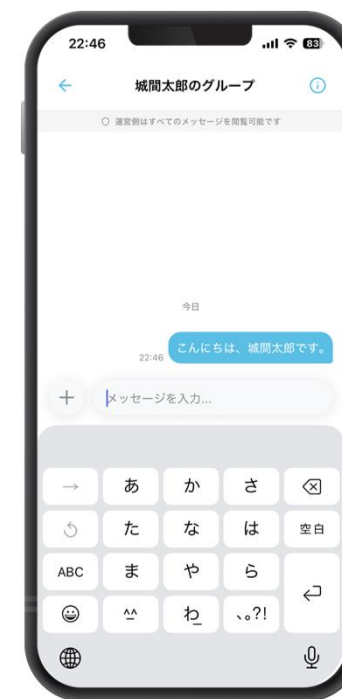 22:46
83
城間太郎のグループ
運営側はすべてのメッセージを閲覧可能です
今日
こんにちは、城間太郎です。
22:46
メッセージを入力...
→ あ か さ
た な は 空白
ABC ま や ら
^^ わ_ 、。?!